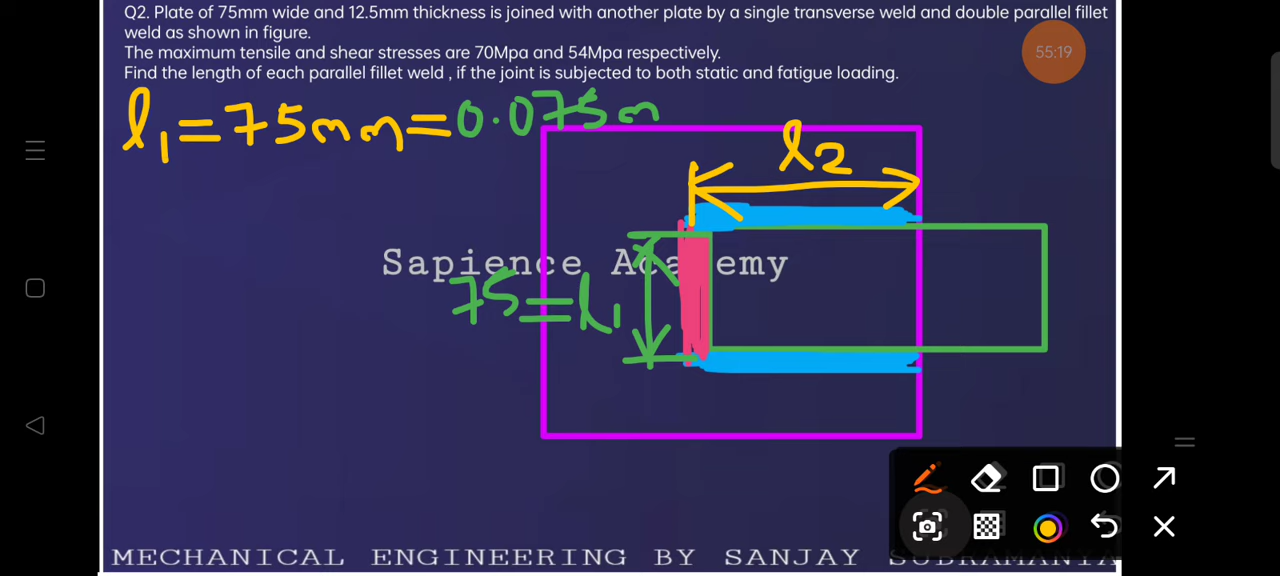 Q2. Plate of 75mm wide and 12.5mm thickness is joined with another plate by a single transverse weld and double parallel fillet
weld as shown in figure.
The maximum tensile and shear stresses are 70Mpa and 54Mpa respectively.
Find the length of each parallel fillet weld , if the joint is subjected to both static and fatigue loading.
55:19
l1 = 75mm = 0.075m
l2
Sapience Academy
75 = l1
MECHANICAL ENGINEERING BY SANJAY SUBRAMANIA